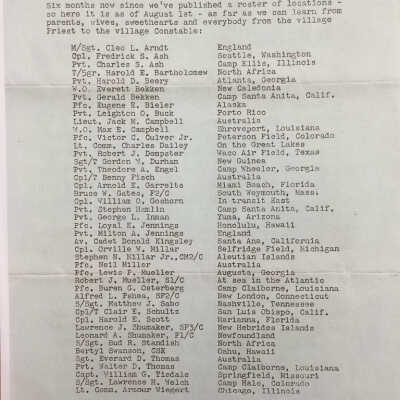 Six months now since we've published a roster of locations -
so here it is as of August 1st - as far as we can learn from
parents, wives, sweethearts and everybody from the village
Priest to the village Constable:
M/Sgt. Cleo L. Arndt England
Cpl. Fredrick S. Ash Seattle, Washington
Pvt. Charles S. Ash Camp Ellis, Illinois
T/Sgr. Harold E. Bartholomew North Africa
Pvt. Harold D. Beery Atlanta, Georgia
W.O. Everett Bekken New Caledonia
Pvt. Gerald Bekken Camp Santa Anita, Calif.
Pfc. Eugene E. Bieler Alaska
Pvt. Leighton O. Buck Porto Rico
Lieut. Jack M. Campbell Australia
W.O. Max E. Campbell Shreveport, Louisiana
Pfc. Victor C. Culver Jr. Peterson Field, Colorado
Lt. Comm. Charles Dailey On the Great Lakes
Pvt. Robert J. Dempster Waco Air Field, Texas
Sgt/T Gordon W. Durham New Guinea
Pvt. Theodore A. Engel Camp Wheeler, Georgia
Cpl/T Benny Fisch Australia
Cpl. Arnold E. Garrelts Miami Beach, Florida
Bruce W. Gates, F2/C South Weymouth, Mass.
Cpl. William O. Goehorn In transit East
Pvt. Stephen Hamlin Camp Santa Anita, Calif.
Pvt. George L. Inman Yuma, Arizona
Pfc. Loyal E. Jennings Honolulu, Hawaii
Pvt. Milton A. Jennings England
Av. Cadet Donald Kingsley Santa Ana, California
Cpl. Orville W. Millar Selfridge Field, Michigan
Stephen N. Millar Jr., CM2/C Aleutian Islands
Pfc. Neil Miller Australia
Pfc. Lewis P. Mueller Augusta, Georgia
Robert J. Mueller, S1/C At sea in the Atlantic
Pfc. Buren G. Osterberg Camp Claiborne, Louisiana
Alfred L. Pehas, SF2/C New London, Connecticut
S/Sgt. Matthew J. Sabo Nashville, Tennessee
Cpl/T Clair E. Schultz San Luis Obispo, Calif.
Cpl. Harold E. Scott Marianna, Florida
Lawrence J. Shumaker, SF3/C New Hebrides Islands
Leonard A. Shumaker, F1/C Newfoundland
S/Sgt. Bud R. Standish North Africa
Bertyl Swanson, CSK Oahu, Hawaii
Sgt. Everard D. Thomas Australia
Pvt. Walter D. Thomas Camp Claiborne, Louisiana
Capt. William G. Tisdale Springfield, Missouri
S/Sgt. Lawrence H. Welch Camp Hale, Colorado
Lt. Comm. Armour Wiegert Chicago, Illinois